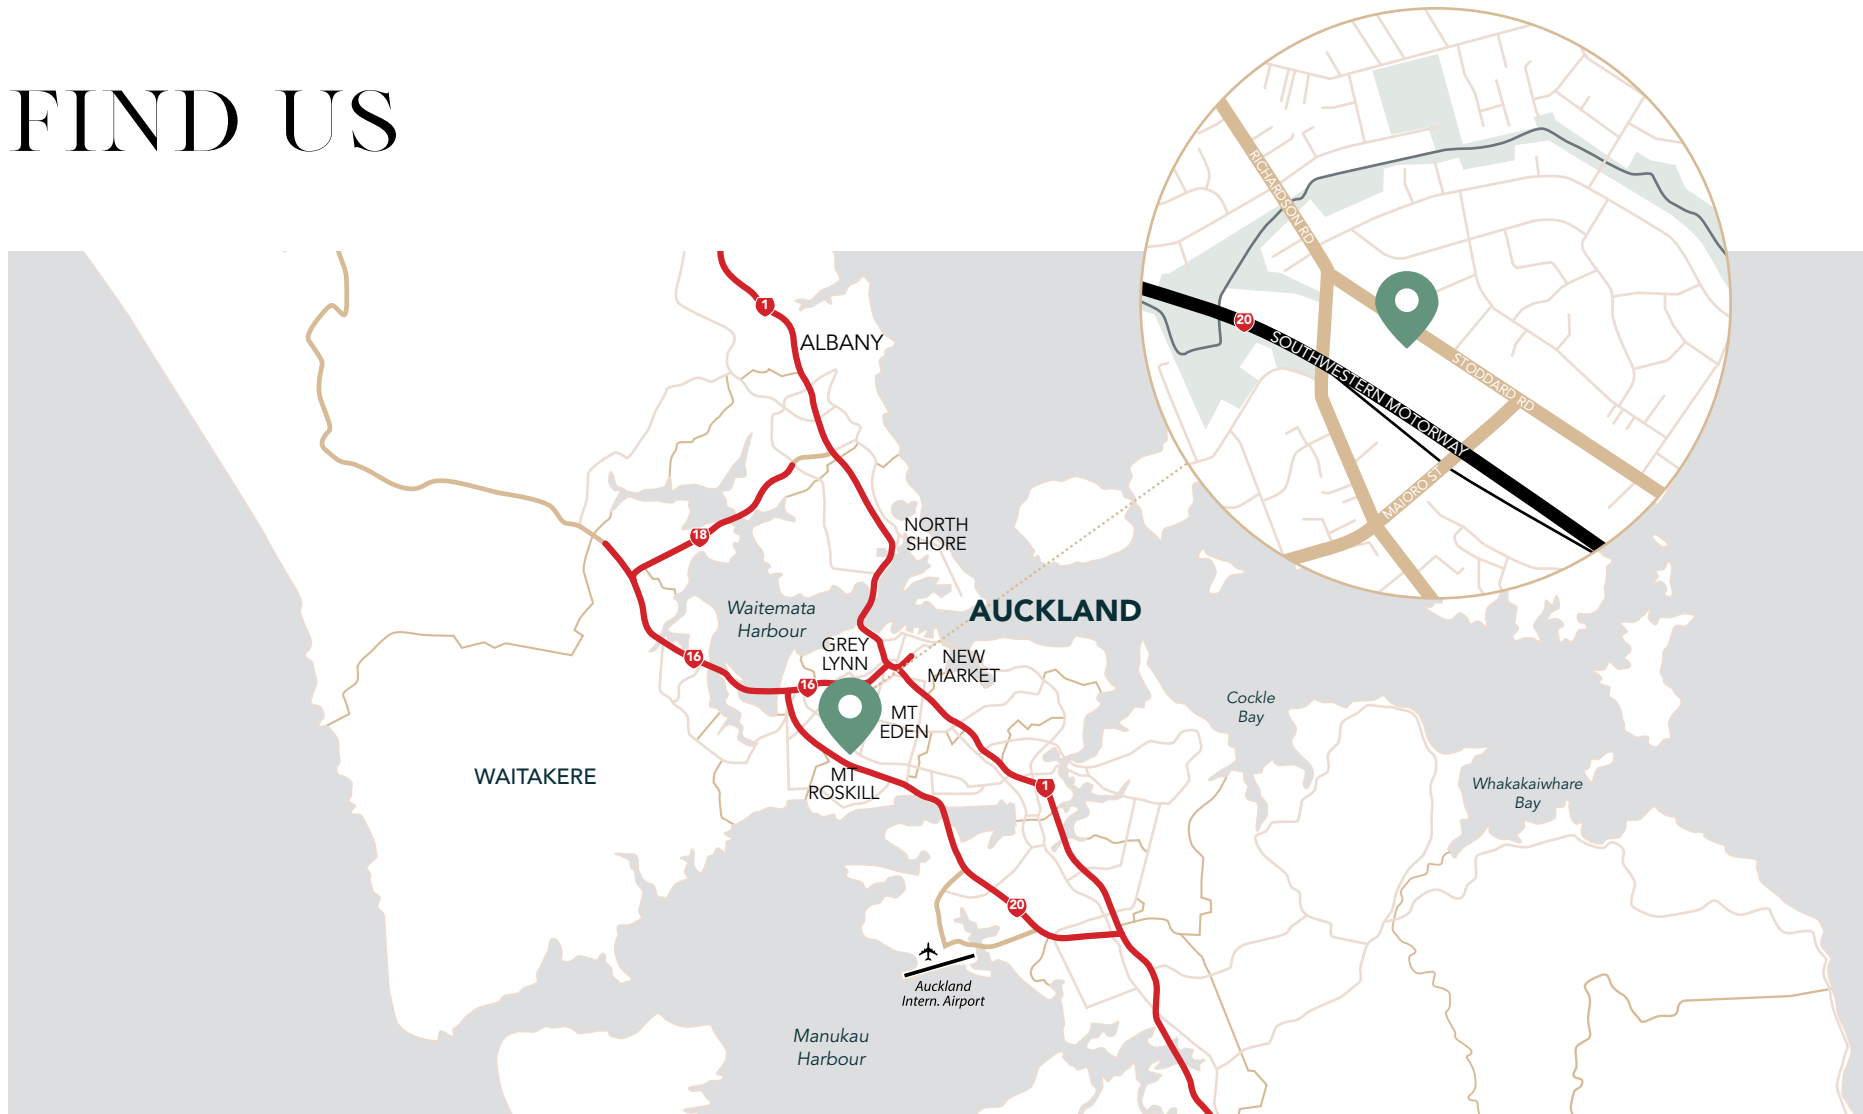 FIND US
RICHARDSON RD
20
SOUTHWESTERN MOTORWAY
STODDARD RD
MAIORO ST
1
ALBANY
18
NORTH
SHORE
Waitemata
Harbour
AUCKLAND
GREY
LYNN
NEW
MARKET
16
16
MT
EDEN
Cockle
Bay
WAITAKERE
MT
ROSKILL
1
Whakakaiwhare
Bay
20
Auckland
Intern. Airport
Manukau
Harbour